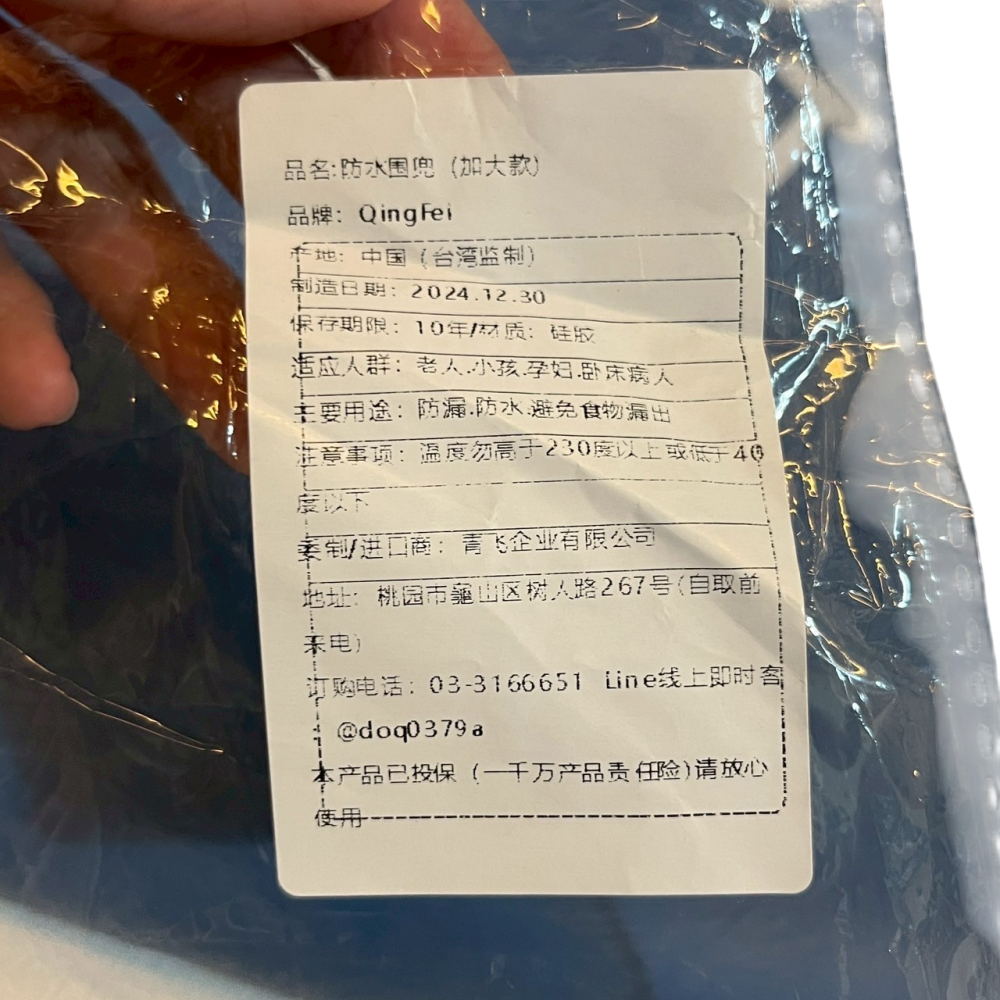 品名:防水围兜（加大款）
品牌：QingFei
产地：中国（台湾监制）
制造日期：2024.12.30
保存期限：10年/材质：硅胶
适应人群：老人.小孩.孕妇.卧床病人
主要用途：防漏.防水.避免食物漏出
注意事项：温度勿高于230度以上或低于40
度以下
委制/进口商：青飞企业有限公司
地址：桃园市龜山区树人路267号(自取前
来电)
订购电话：03-3166651 Line线上即时客
@doq0379a
本产品已投保（一千万产品责任险)请放心
使用